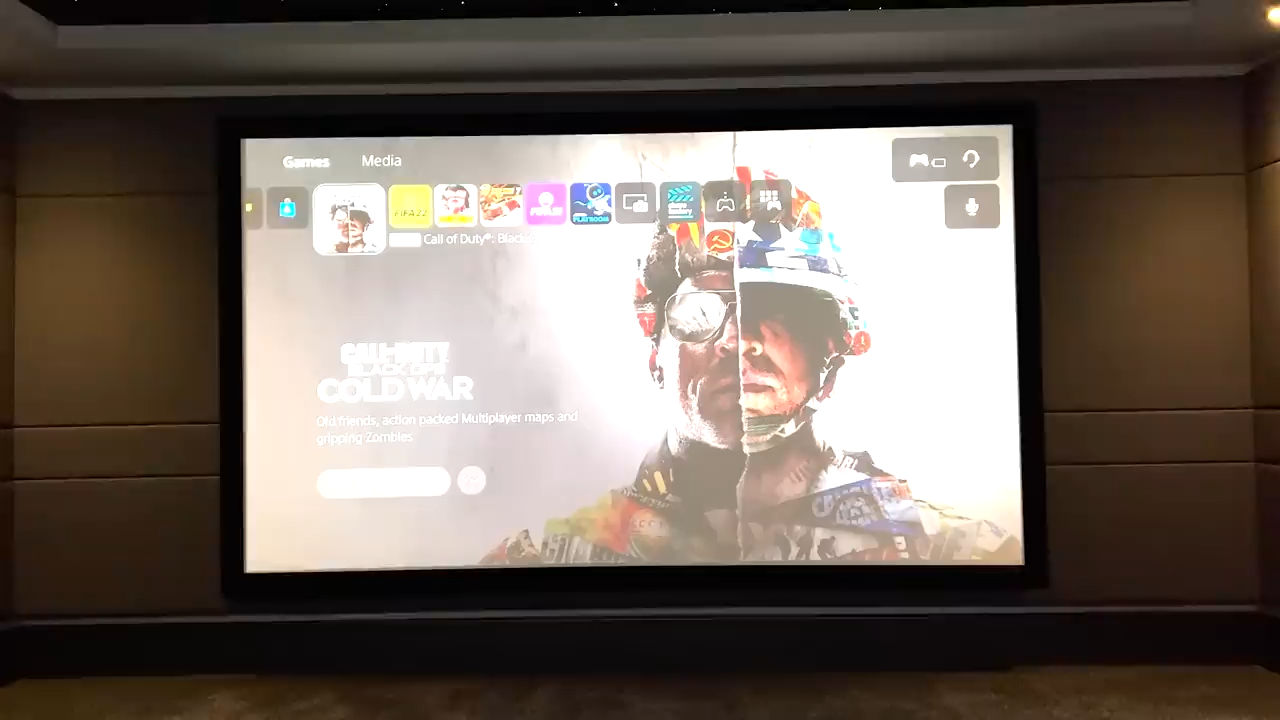 Games Media
FIFA 22
PLAYROOM
Call of Duty®: Black
CALL OF DUTY
BLACK OPS
COLD WAR
Old friends, action packed Multiplayer maps and
gripping Zombies